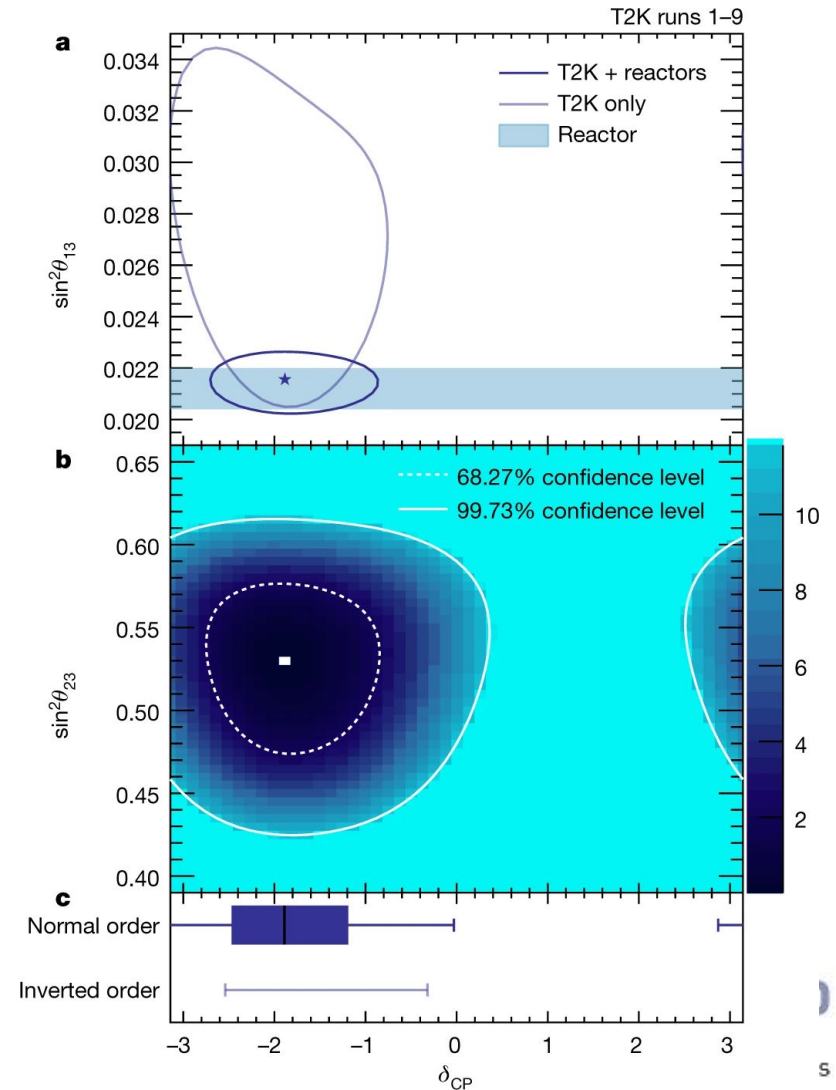 T2K runs 1–9
a
T2K + reactors
T2K only
Reactor
0.034
0.032
0.030
0.028
0.026
0.024
0.022
0.020
sin²θ₁₃
b
68.27% confidence level
99.73% confidence level
0.65
0.60
0.55
0.50
0.45
0.40
sin²θ₂₃
10
8
6
4
2
c
Normal order
Inverted order
−3 −2 −1 0 1 2 3
δCP
s